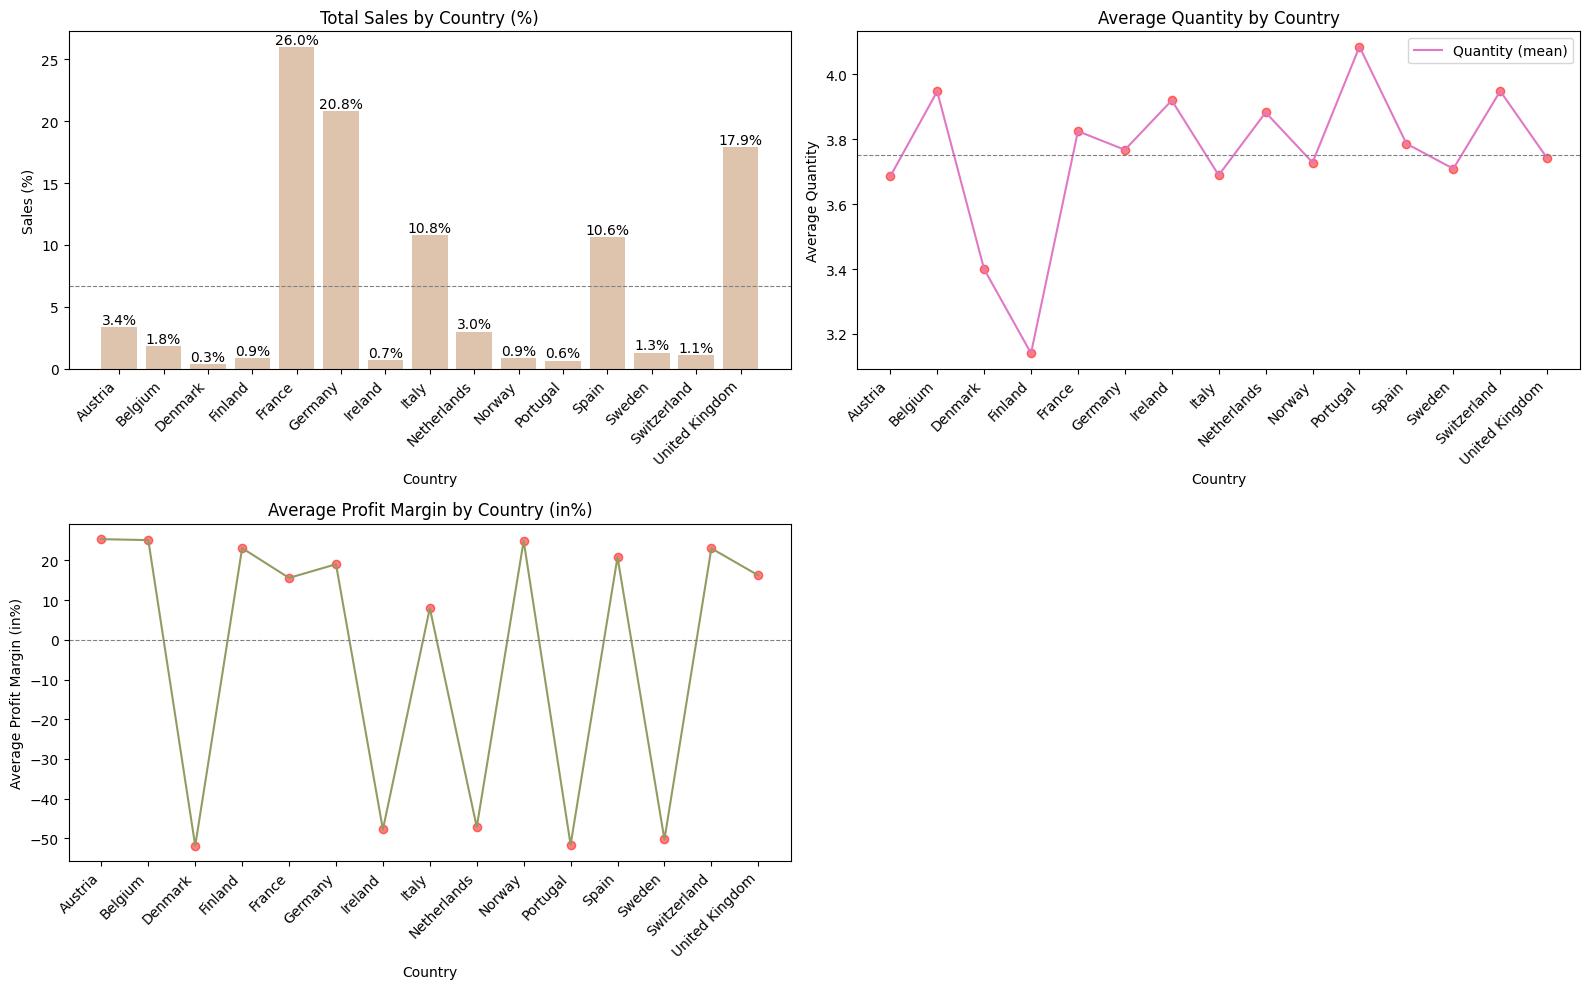 Total Sales by Country (%)
Sales (%)
25
20
15
10
5
0
3.4%
1.8%
0.3%
0.9%
26.0%
20.8%
0.7%
10.8%
3.0%
0.9%
0.6%
10.6%
1.3%
1.1%
17.9%
Austria
Belgium
Denmark
Finland
France
Germany
Ireland
Italy
Netherlands
Norway
Portugal
Spain
Sweden
Switzerland
United Kingdom
Country
Average Quantity by Country
Quantity (mean)
Average Quantity
4.0
3.8
3.6
3.4
3.2
Austria
Belgium
Denmark
Finland
France
Germany
Ireland
Italy
Netherlands
Norway
Portugal
Spain
Sweden
Switzerland
United Kingdom
Country
Average Profit Margin by Country (in%)
Average Profit Margin (in%)
20
10
0
−10
−20
−30
−40
−50
Austria
Belgium
Denmark
Finland
France
Germany
Ireland
Italy
Netherlands
Norway
Portugal
Spain
Sweden
Switzerland
United Kingdom
Country